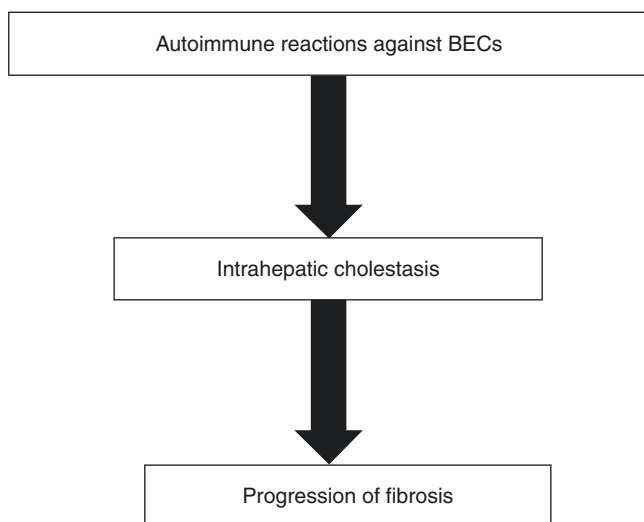 Autoimmune reactions against BECs
Intrahepatic cholestasis
Progression of fibrosis